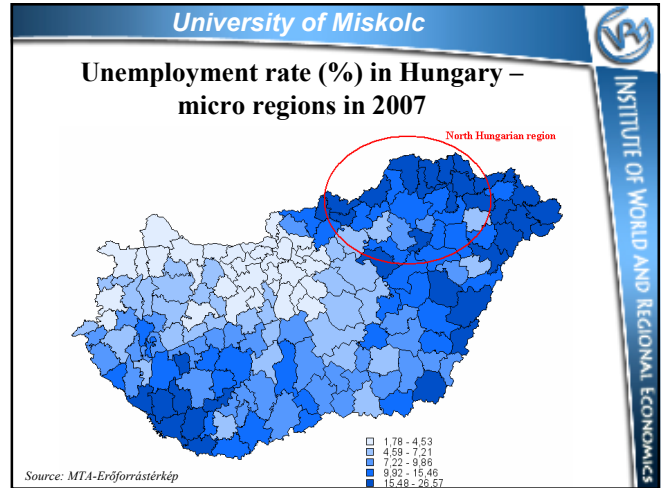 University of Miskolc
Unemployment rate (%) in Hungary –
micro regions in 2007
North Hungarian region
1,78 - 4,53
4,59 - 7,21
7,22 - 9,86
9,92 - 15,46
15,48 - 26,57
Source: MTA-Erőforrástérkép
INSTITUTE OF WORLD AND REGIONAL ECONOMICS